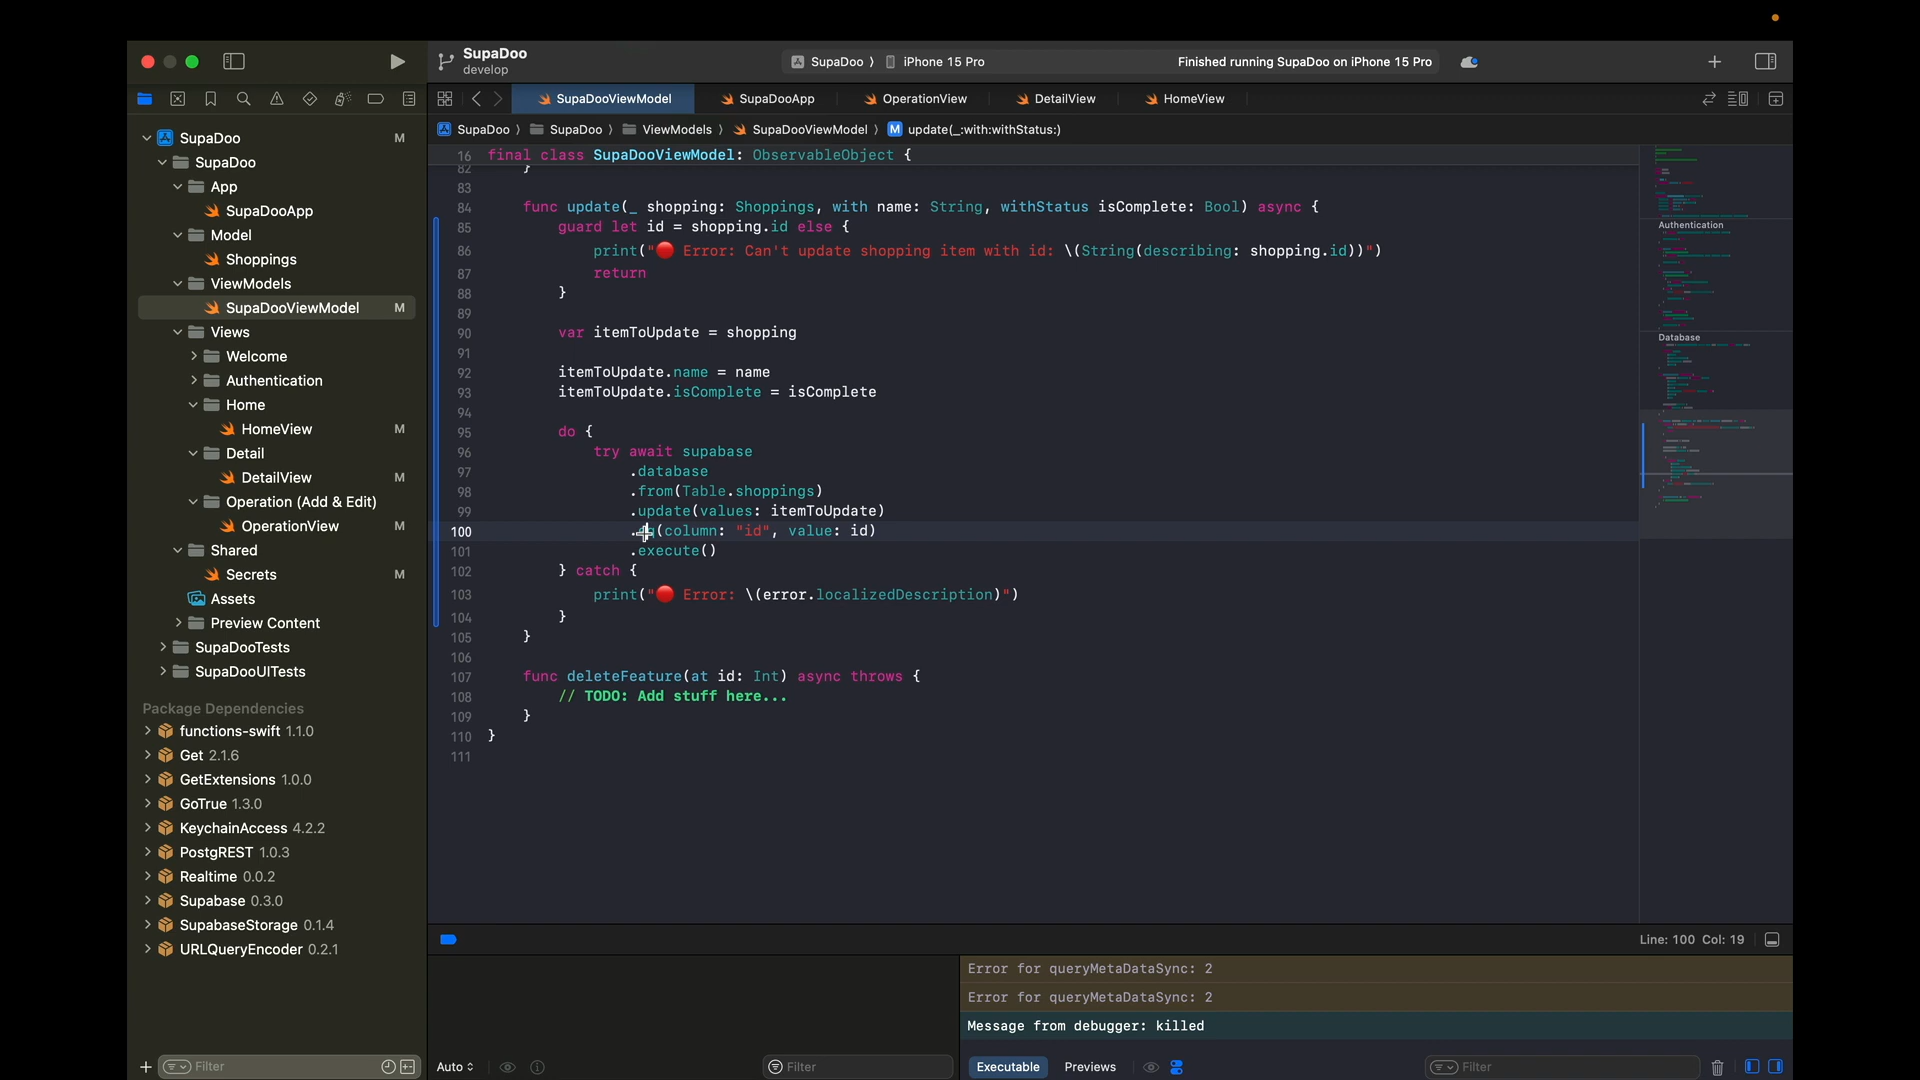 SupaDoo
develop
SupaDoo
iPhone 15 Pro
Finished running SupaDoo on iPhone 15 Pro
SupaDooViewModel
SupaDooApp
OperationView
DetailView
HomeView
SupaDoo
SupaDoo
ViewModels
SupaDooViewModel
M
update(_:with:withStatus:)
SupaDoo
M
SupaDoo
App
SupaDooApp
Model
Shoppings
ViewModels
SupaDooViewModel
M
Views
Welcome
Authentication
Home
HomeView
M
Detail
DetailView
M
Operation (Add & Edit)
OperationView
M
Shared
Secrets
M
Assets
Preview Content
SupaDooTests
SupaDooUITests
Package Dependencies
functions-swift 1.1.0
Get 2.1.6
GetExtensions 1.0.0
GoTrue 1.3.0
KeychainAccess 4.2.2
PostgREST 1.0.3
Realtime 0.0.2
Supabase 0.3.0
SupabaseStorage 0.1.4
URLQueryEncoder 0.2.1
Filter
16 final class SupaDooViewModel: ObservableObject {
82 }
83
84 func update(_ shopping: Shoppings, with name: String, withStatus isComplete: Bool) async {
85 guard let id = shopping.id else {
86 print("🔴 Error: Can't update shopping item with id: \(String(describing: shopping.id))")
87 return
88 }
89
90 var itemToUpdate = shopping
91
92 itemToUpdate.name = name
93 itemToUpdate.isComplete = isComplete
94
95 do {
96 try await supabase
97 .database
98 .from(Table.shoppings)
99 .update(values: itemToUpdate)
100 .eq(column: "id", value: id)
101 .execute()
102 } catch {
103 print("🔴 Error: \(error.localizedDescription)")
104 }
105 }
106
107 func deleteFeature(at id: Int) async throws {
108 // TODO: Add stuff here...
109 }
110 }
111
Authentication
Database
Line: 100 Col: 19
Error for queryMetaDataSync: 2
Error for queryMetaDataSync: 2
Message from debugger: killed
Auto
Filter
Executable
Previews
Filter